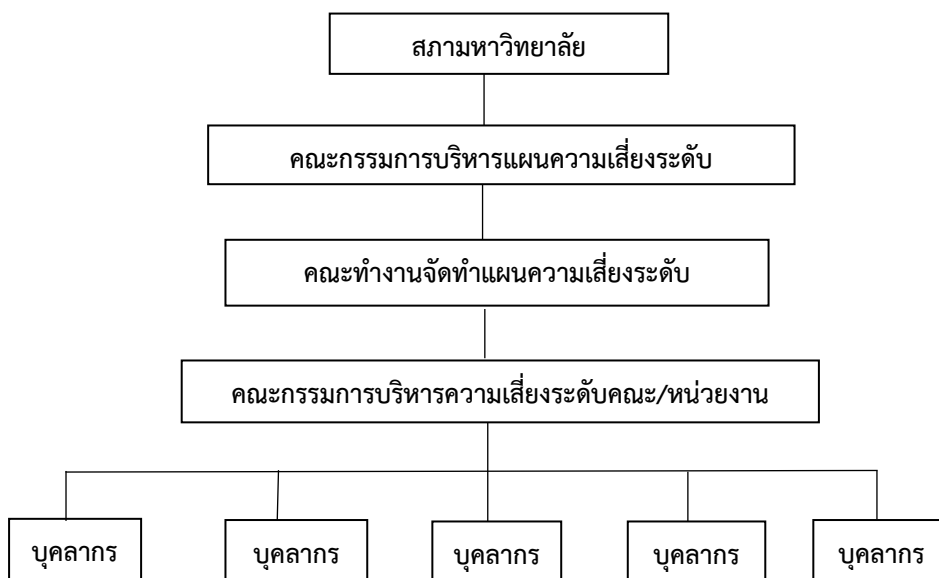 สภามหาวิทยาลัย
คณะกรรมการบริหารแผนความเสี่ยงระดับ
คณะทำงานจัดทำแผนความเสี่ยงระดับ
คณะกรรมการบริหารความเสี่ยงระดับคณะ/หน่วยงาน
บุคลากร บุคลากร บุคลากร บุคลากร บุคลากร